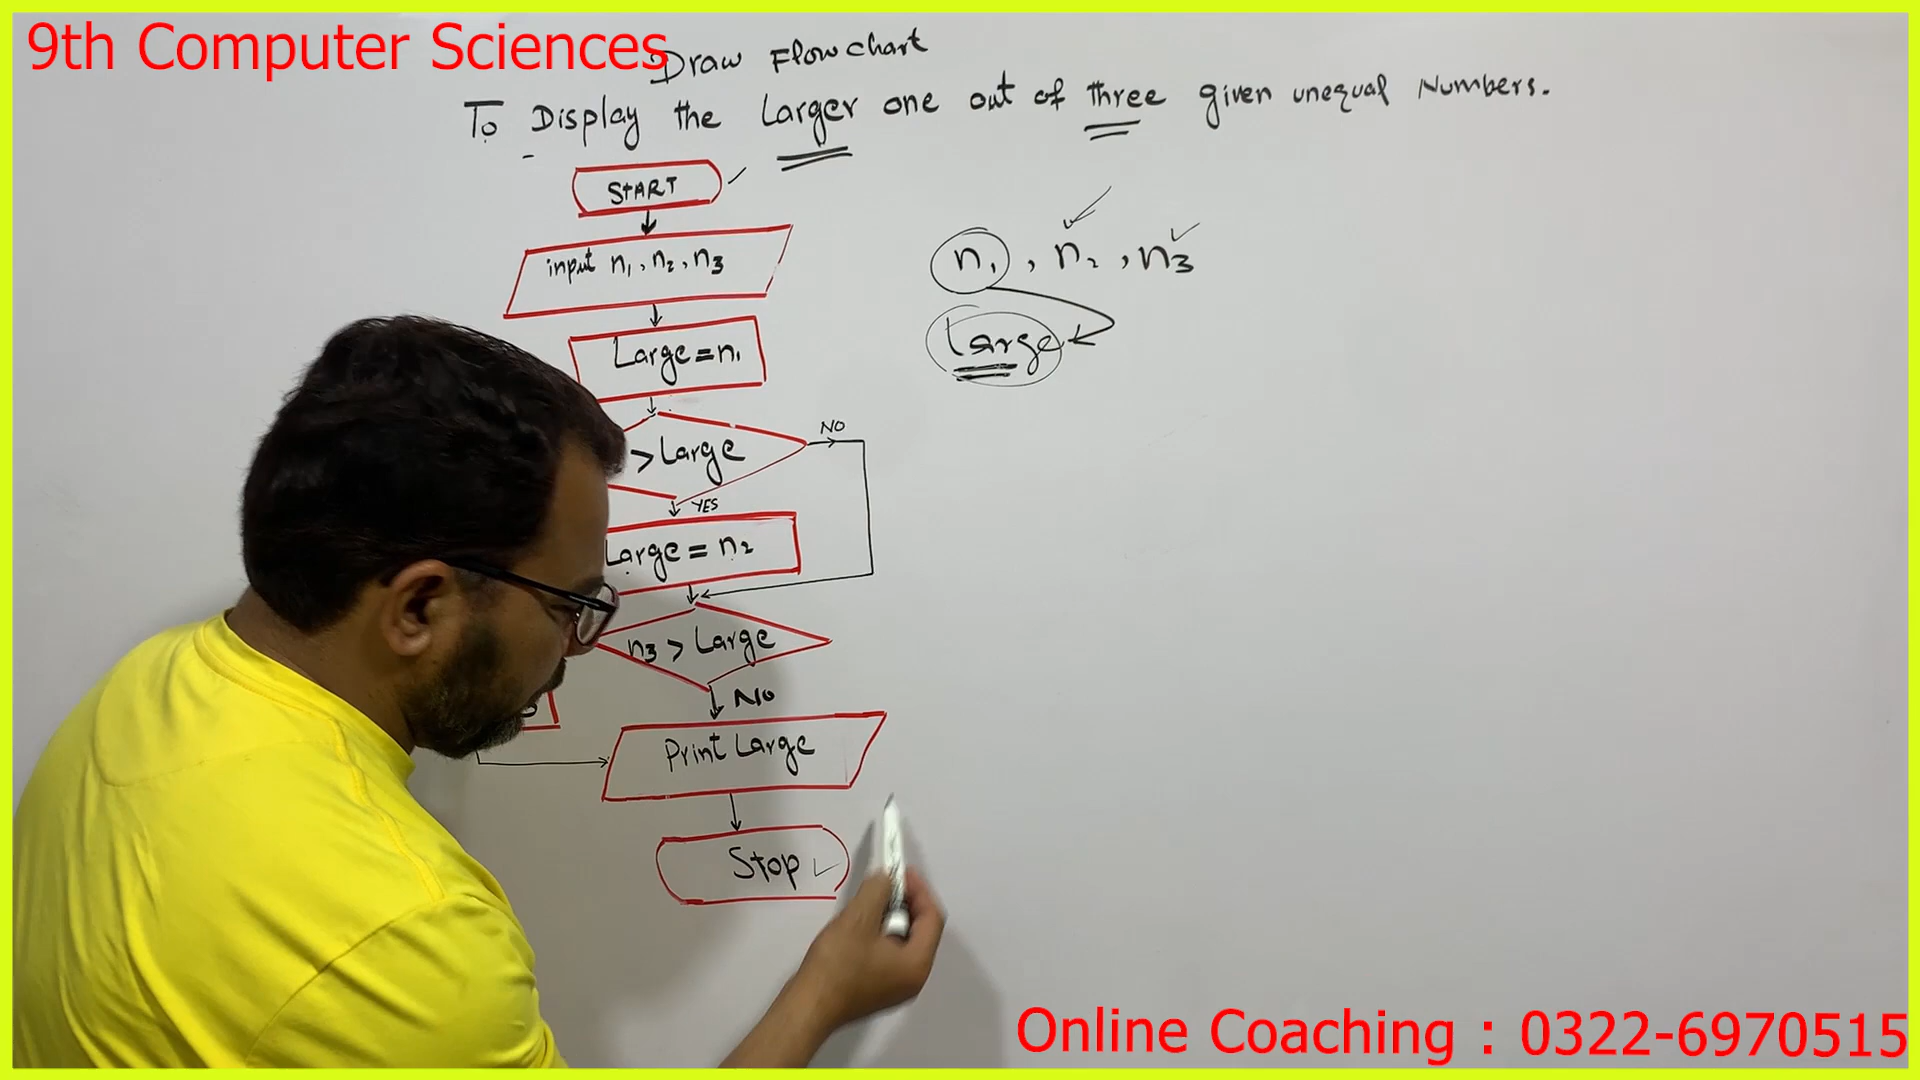 9th Computer Sciences
Draw Flowchart
To Display the Larger one out of three given unequal Numbers.
START
input n1, n2, n3
Large = n1
> Large
NO
YES
Large = n2
n3 > Large
NO
Print Large
Stop
n1, n2, n3
Large
Online Coaching : 0322-6970515